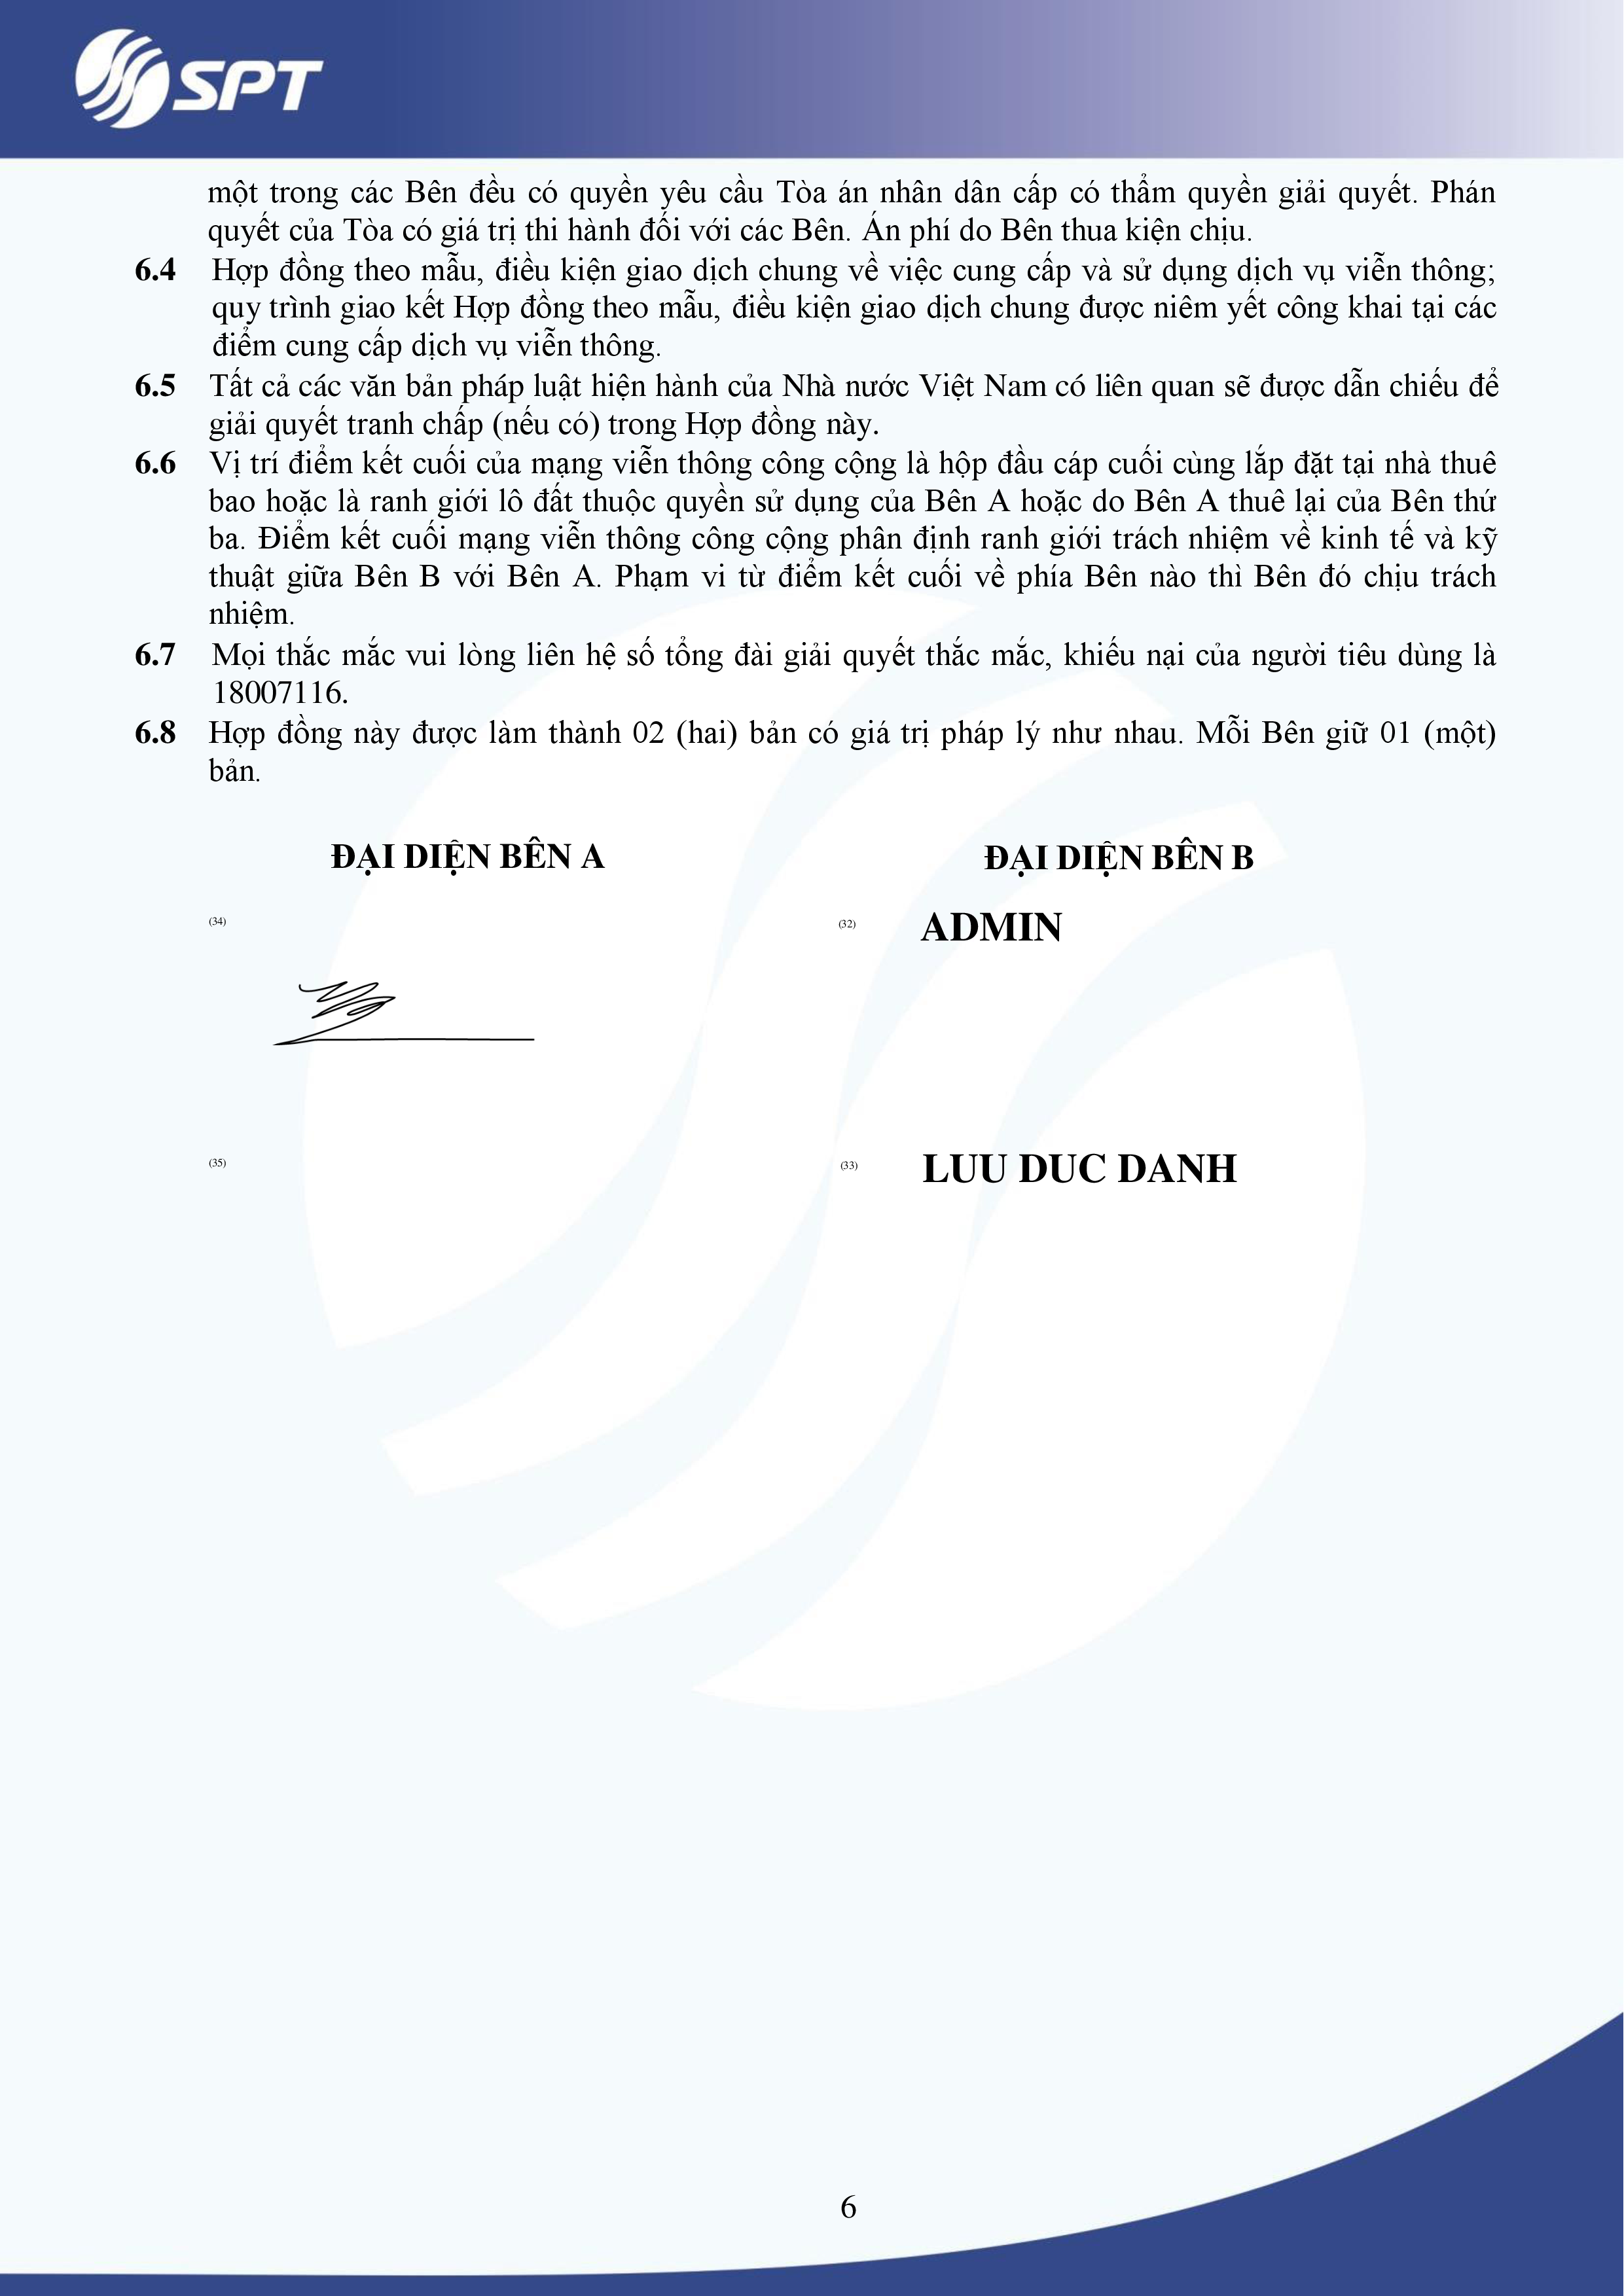 SPT
một trong các Bên đều có quyền yêu cầu Tòa án nhân dân cấp có thẩm quyền giải quyết. Phán
quyết của Tòa có giá trị thi hành đối với các Bên. Án phí do Bên thua kiện chịu.
6.4 Hợp đồng theo mẫu, điều kiện giao dịch chung về việc cung cấp và sử dụng dịch vụ viễn thông;
quy trình giao kết Hợp đồng theo mẫu, điều kiện giao dịch chung được niêm yết công khai tại các
điểm cung cấp dịch vụ viễn thông.
6.5 Tất cả các văn bản pháp luật hiện hành của Nhà nước Việt Nam có liên quan sẽ được dẫn chiếu để
giải quyết tranh chấp (nếu có) trong Hợp đồng này.
6.6 Vị trí điểm kết cuối của mạng viễn thông công cộng là hộp đầu cáp cuối cùng lắp đặt tại nhà thuê
bao hoặc là ranh giới lô đất thuộc quyền sử dụng của Bên A hoặc do Bên A thuê lại của Bên thứ
ba. Điểm kết cuối mạng viễn thông công cộng phân định ranh giới trách nhiệm về kinh tế và kỹ
thuật giữa Bên B với Bên A. Phạm vi từ điểm kết cuối về phía Bên nào thì Bên đó chịu trách
nhiệm.
6.7 Mọi thắc mắc vui lòng liên hệ số tổng đài giải quyết thắc mắc, khiếu nại của người tiêu dùng là
18007116.
6.8 Hợp đồng này được làm thành 02 (hai) bản có giá trị pháp lý như nhau. Mỗi Bên giữ 01 (một)
bản.
ĐẠI DIỆN BÊN A ĐẠI DIỆN BÊN B
(34) (32) ADMIN
(35) (33) LUU DUC DANH
6